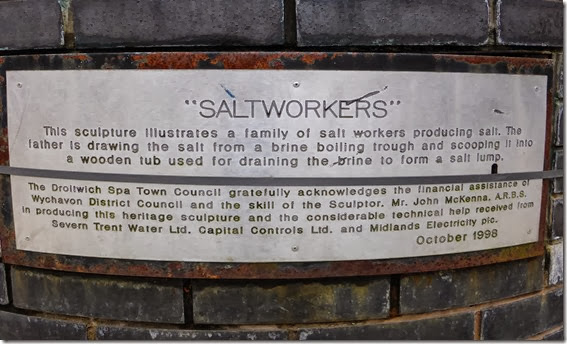 "SALTWORKERS"
This sculpture illustrates a family of salt workers producing salt. The
father is drawing the salt from a brine boiling trough and scooping it into
a wooden tub used for draining the brine to form a salt lump.
The Droitwich Spa Town Council gratefully acknowledges the financial assistance of
Wychavon District Council and the skill of the Sculptor. Mr. John McKenna, A.R.B.S.
in producing this heritage sculpture and the considerable technical help received from
Severn Trent Water Ltd. Capital Controls Ltd. and Midlands Electricity plc.
October 1998